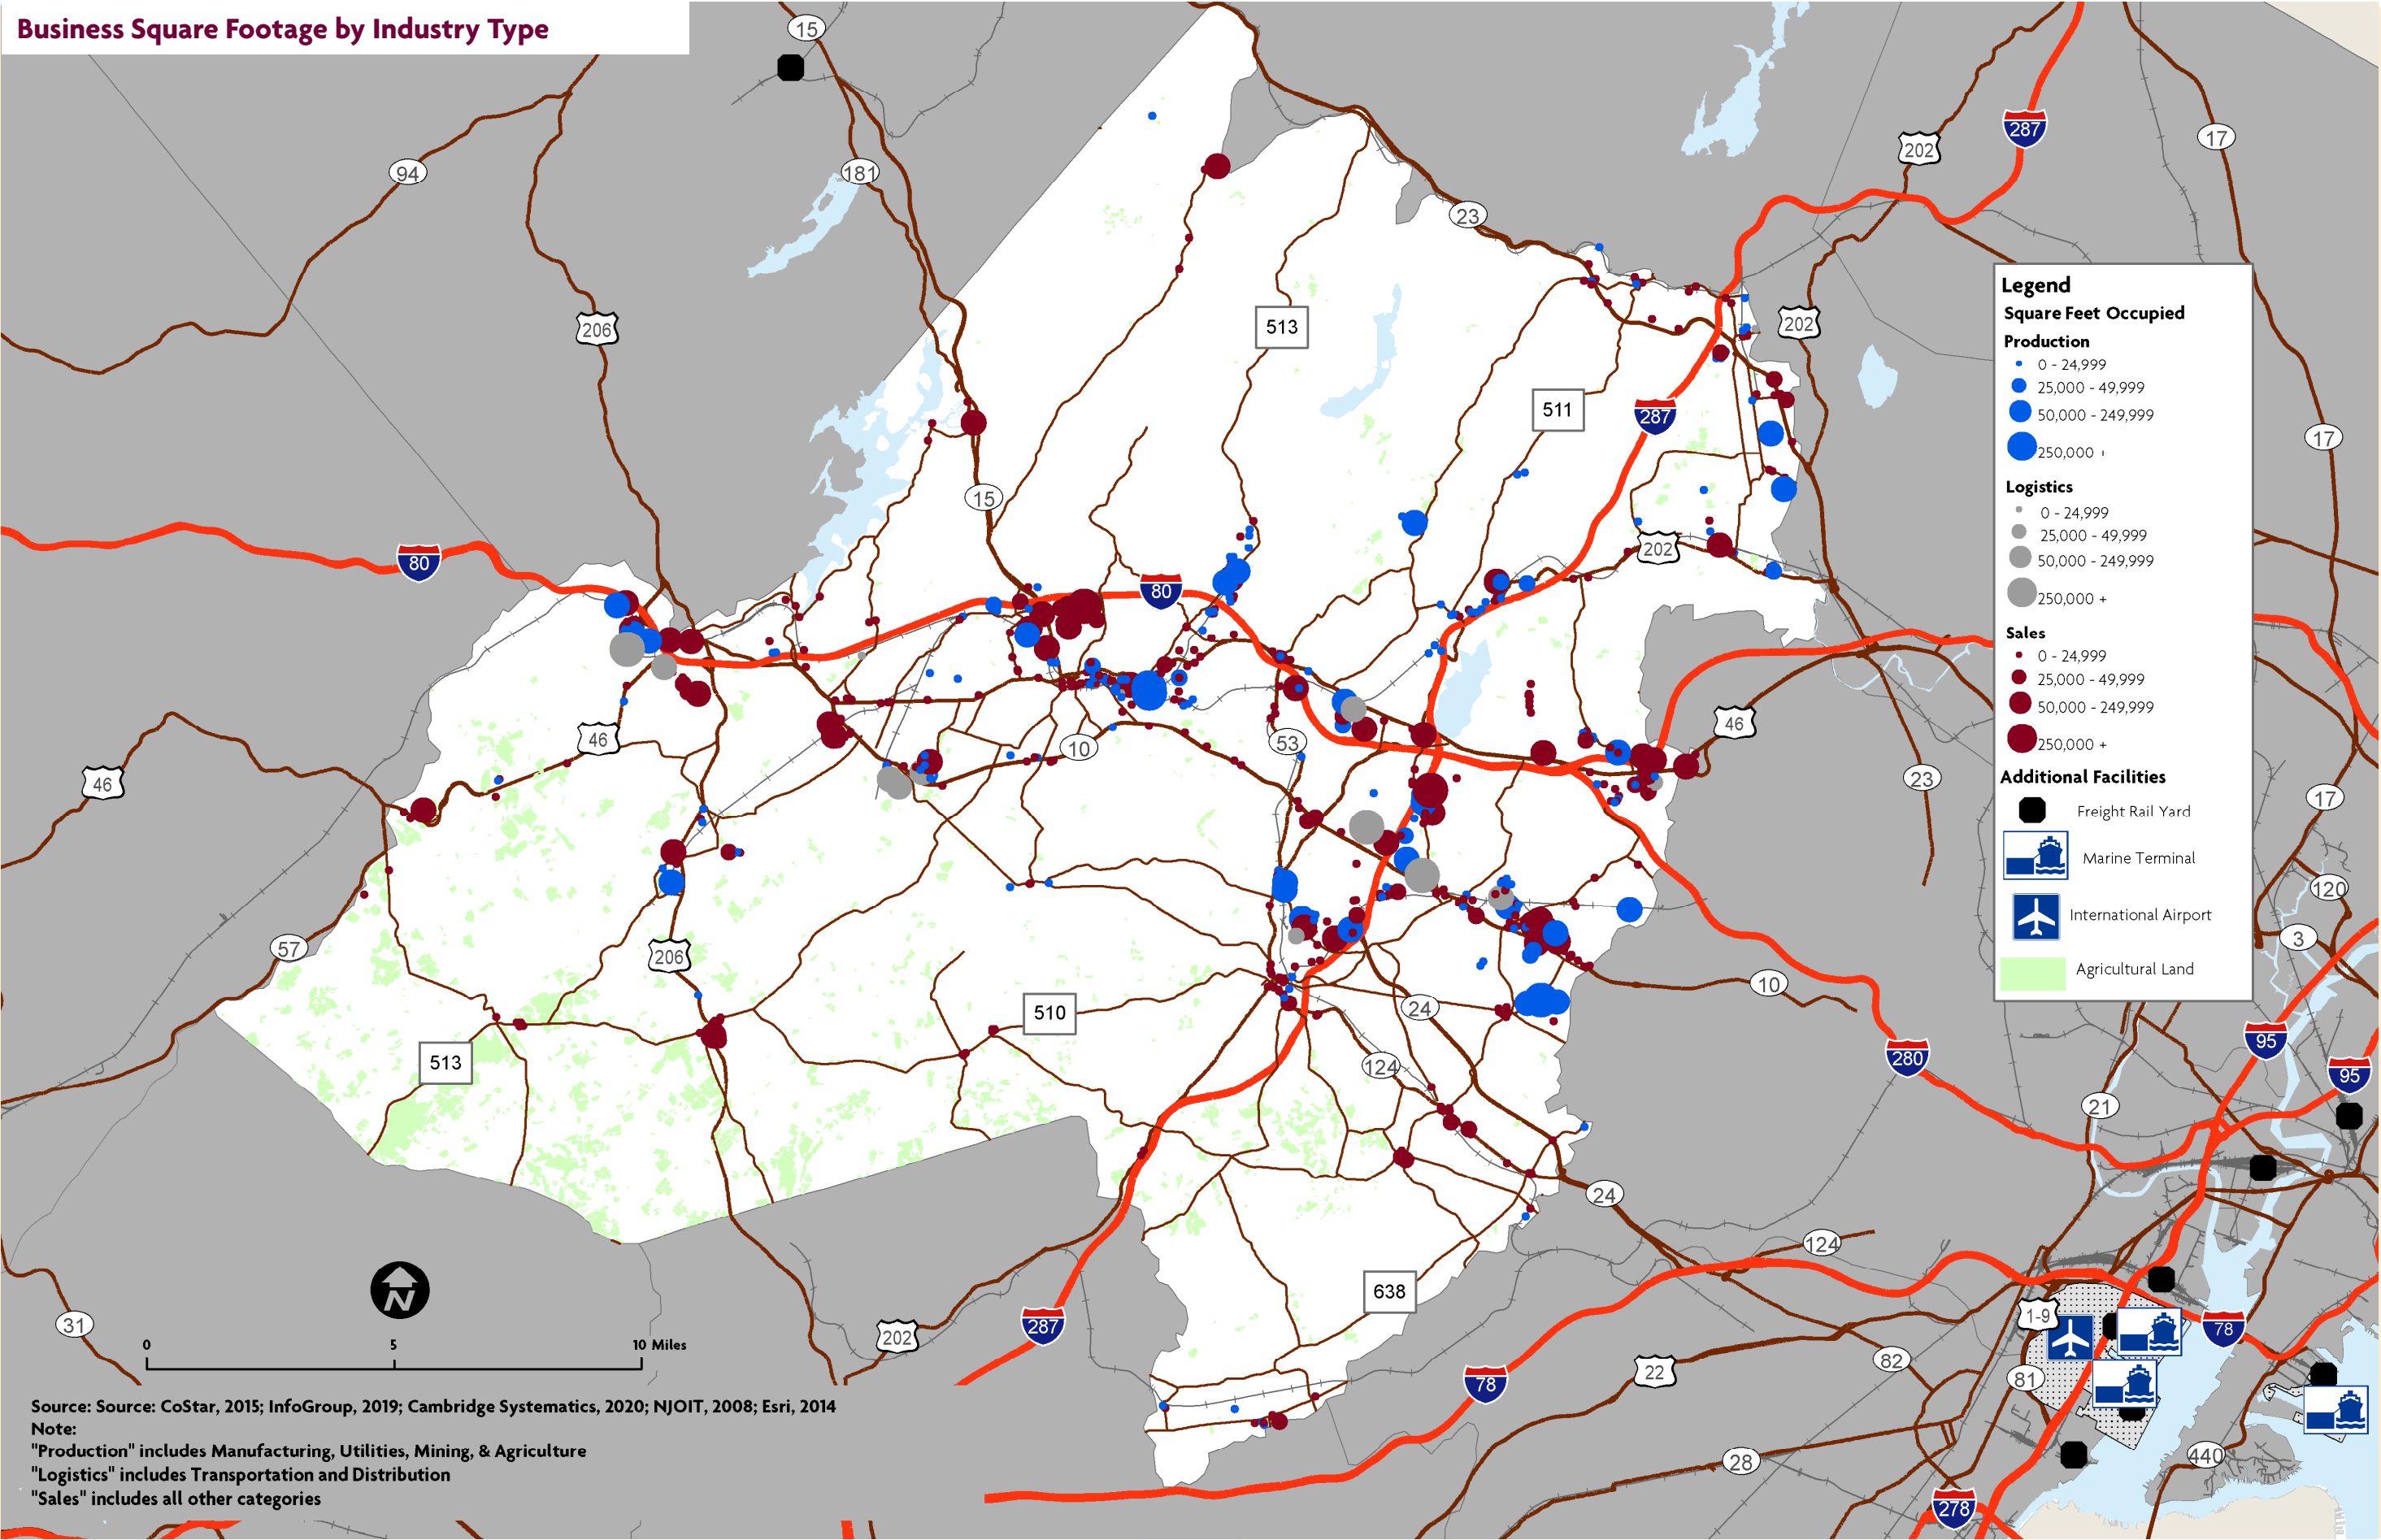 Business Square Footage by Industry Type
15
94
181
206
23
202
287
17
513
202
511
287
15
17
80
80
202
46
46
46
10
53
23
17
57
206
120
3
10
24
510
513
124
280
95
95
21
24
124
638
31
287
202
1-9
78
78
22
82
81
28
440
278
Legend
Square Feet Occupied
Production
0 - 24,999
25,000 - 49,999
50,000 - 249,999
250,000 +
Logistics
0 - 24,999
25,000 - 49,999
50,000 - 249,999
250,000 +
Sales
0 - 24,999
25,000 - 49,999
50,000 - 249,999
250,000 +
Additional Facilities
Freight Rail Yard
Marine Terminal
International Airport
Agricultural Land
N
0 5 10 Miles
Source: Source: CoStar, 2015; InfoGroup, 2019; Cambridge Systematics, 2020; NJOIT, 2008; Esri, 2014
Note:
"Production" includes Manufacturing, Utilities, Mining, & Agriculture
"Logistics" includes Transportation and Distribution
"Sales" includes all other categories